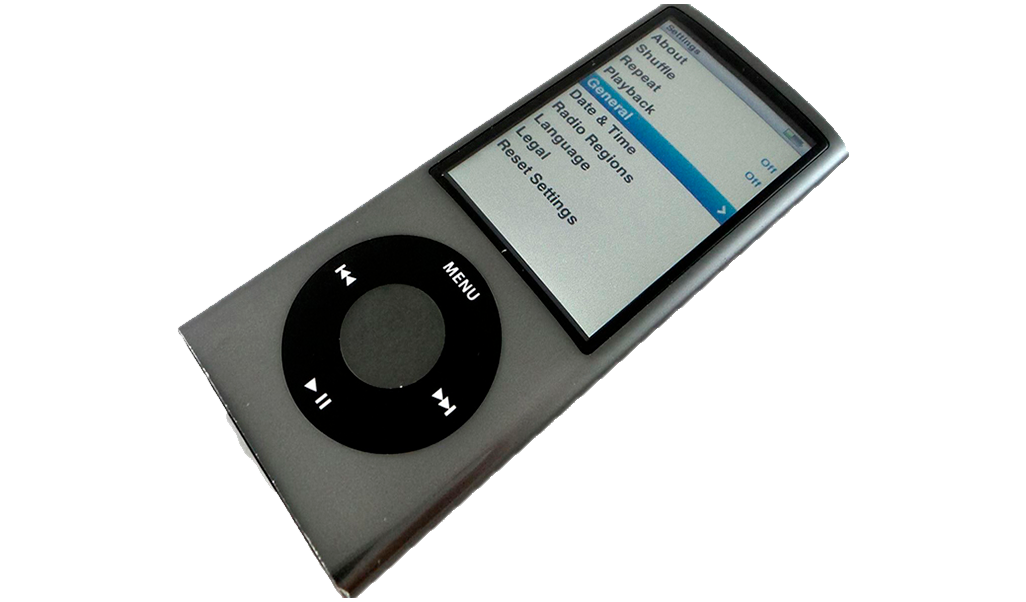 Settings
About
Shuffle Off
Repeat Off
Playback
General
Date & Time
Radio Regions
Language
Legal
Reset Settings
MENU